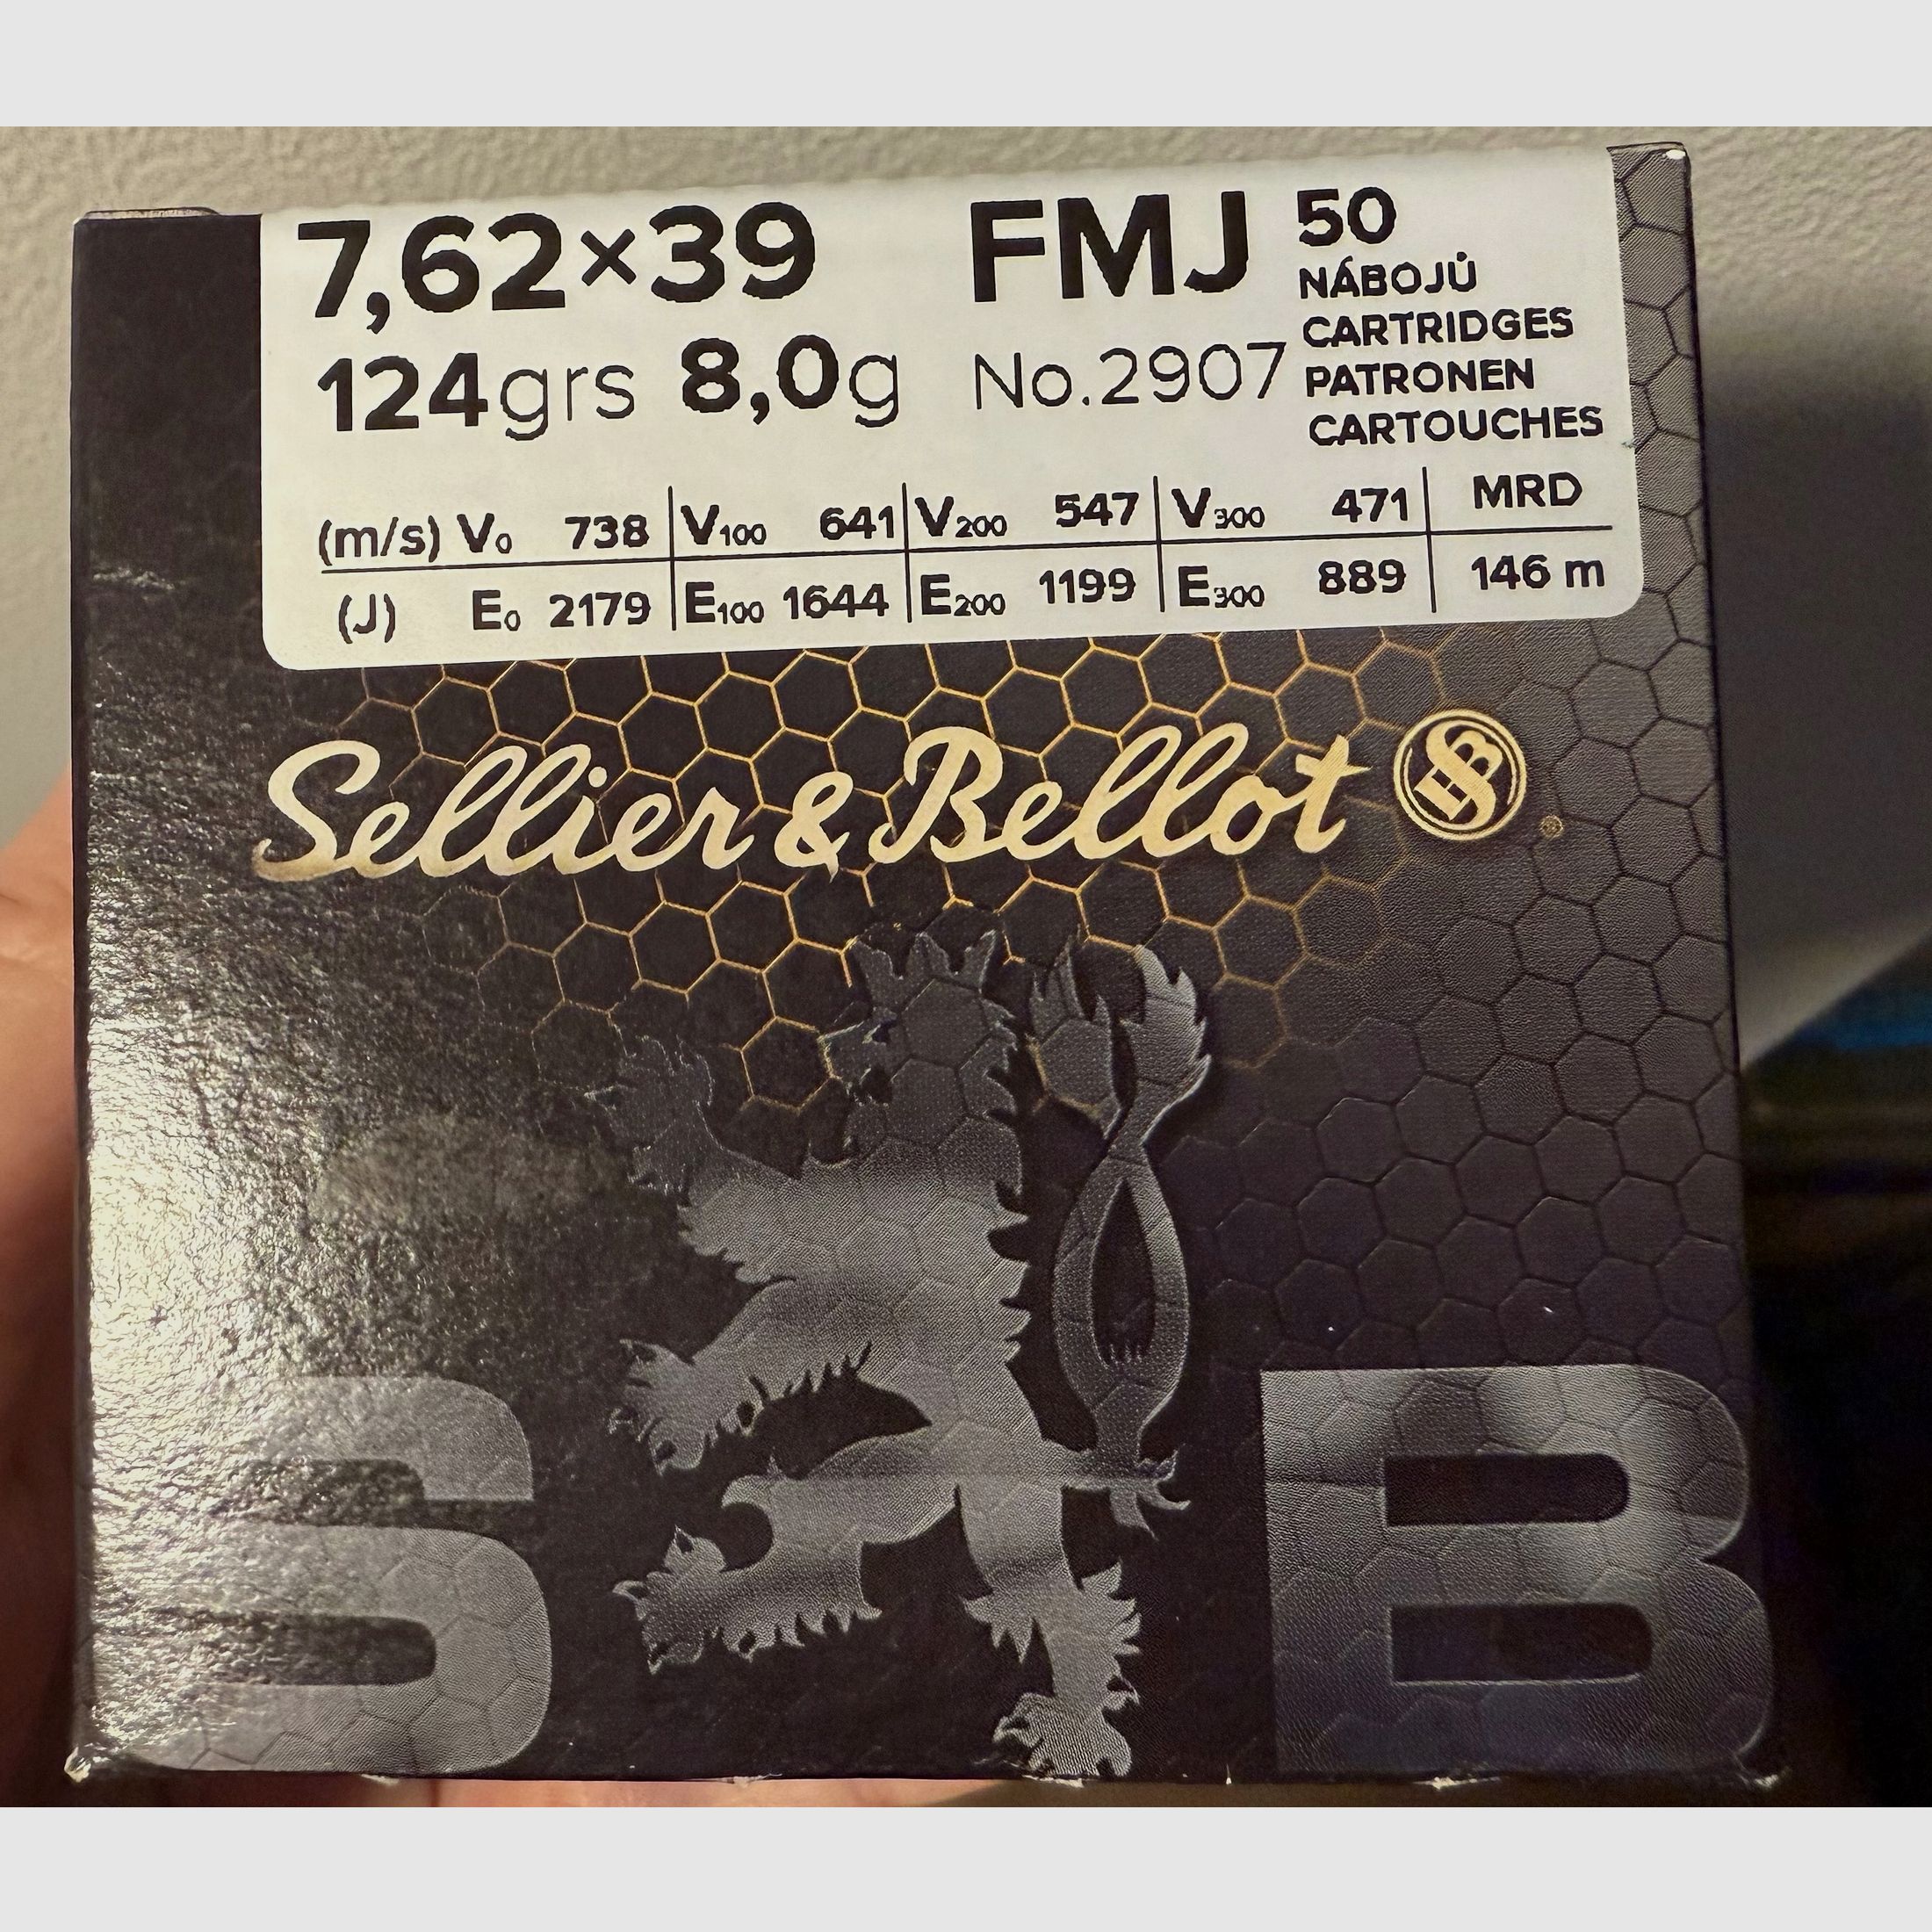 7,62×39 FMJ 50
NÁBOJŮ
CARTRIDGES
124grs 8,0g No.2907 PATRONEN
CARTOUCHES
(m/s) V₀ 738 V₁₀₀ 641 V₂₀₀ 547 V₃₀₀ 471 MRD
(J) E₀ 2179 E₁₀₀ 1644 E₂₀₀ 1199 E₃₀₀ 889 146 m
Sellier & Bellot SB ®
S B